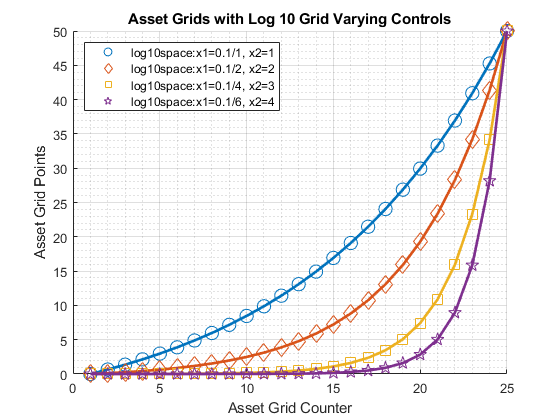 Asset Grids with Log 10 Grid Varying Controls
50
45
40
35
30
25
20
15
10
5
0
log10space:x1=0.1/1, x2=1
log10space:x1=0.1/2, x2=2
log10space:x1=0.1/4, x2=3
log10space:x1=0.1/6, x2=4
Asset Grid Points
0 5 10 15 20 25
Asset Grid Counter